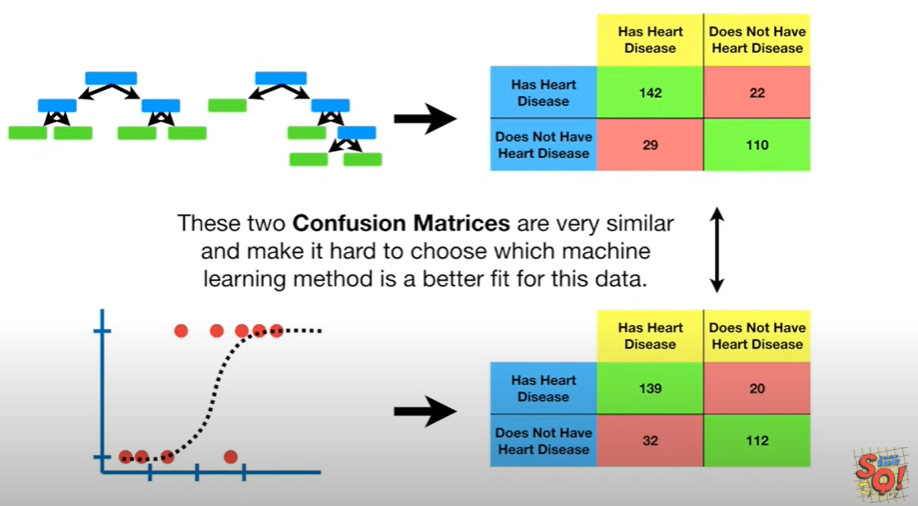 Has Heart
Disease
Does Not Have
Heart Disease
Has Heart
Disease
142
22
Does Not Have
Heart Disease
29
110
These two Confusion Matrices are very similar
and make it hard to choose which machine
learning method is a better fit for this data.
Has Heart
Disease
Does Not Have
Heart Disease
Has Heart
Disease
139
20
Does Not Have
Heart Disease
32
112
SQ!